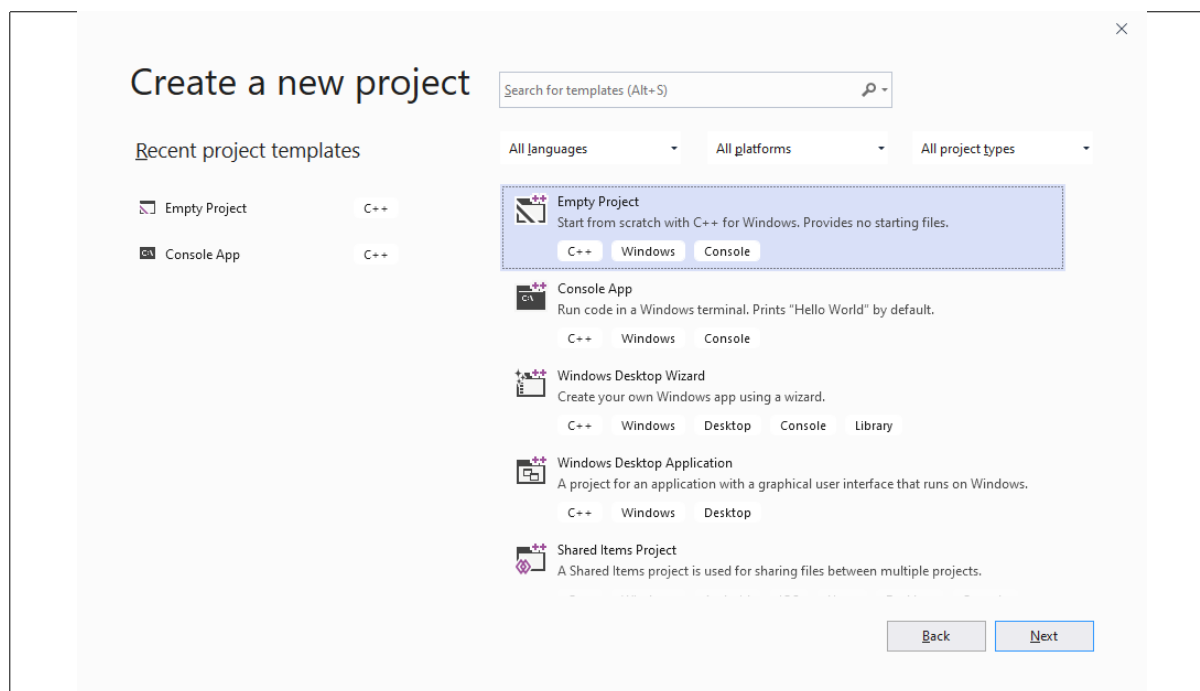 Create a new project
Search for templates (Alt+S)
Recent project templates
Empty Project C++
Console App C++
All languages All platforms All project types
Empty Project
Start from scratch with C++ for Windows. Provides no starting files.
C++ Windows Console
Console App
Run code in a Windows terminal. Prints "Hello World" by default.
C++ Windows Console
Windows Desktop Wizard
Create your own Windows app using a wizard.
C++ Windows Desktop Console Library
Windows Desktop Application
A project for an application with a graphical user interface that runs on Windows.
C++ Windows Desktop
Shared Items Project
A Shared Items project is used for sharing files between multiple projects.
Back Next